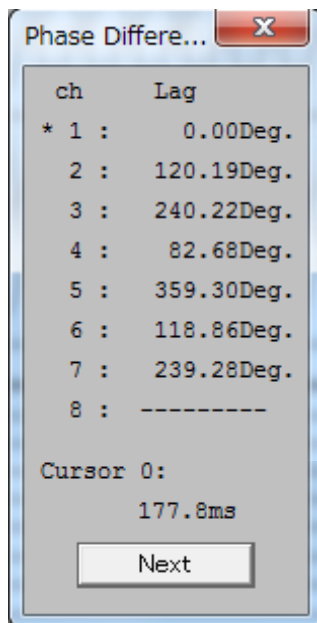 Phase Differe...
ch Lag
* 1 : 0.00Deg.
2 : 120.19Deg.
3 : 240.22Deg.
4 : 82.68Deg.
5 : 359.30Deg.
6 : 118.86Deg.
7 : 239.28Deg.
8 : ---------
Cursor 0:
177.8ms
Next